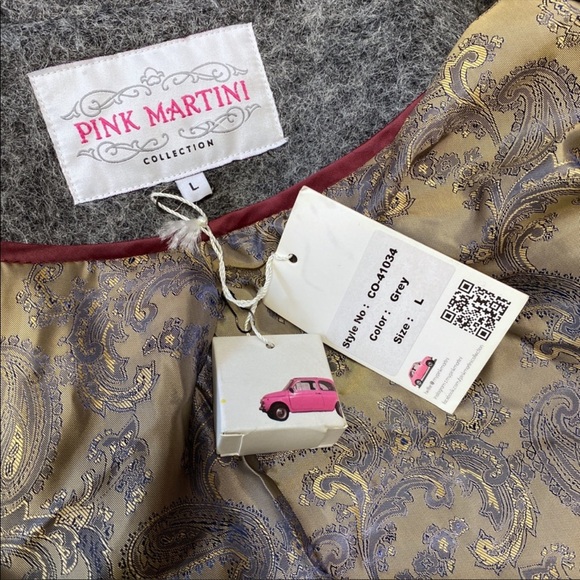 PINK MARTINI
COLLECTION
L
Style No: CO-41034
Color: Grey
Size: L